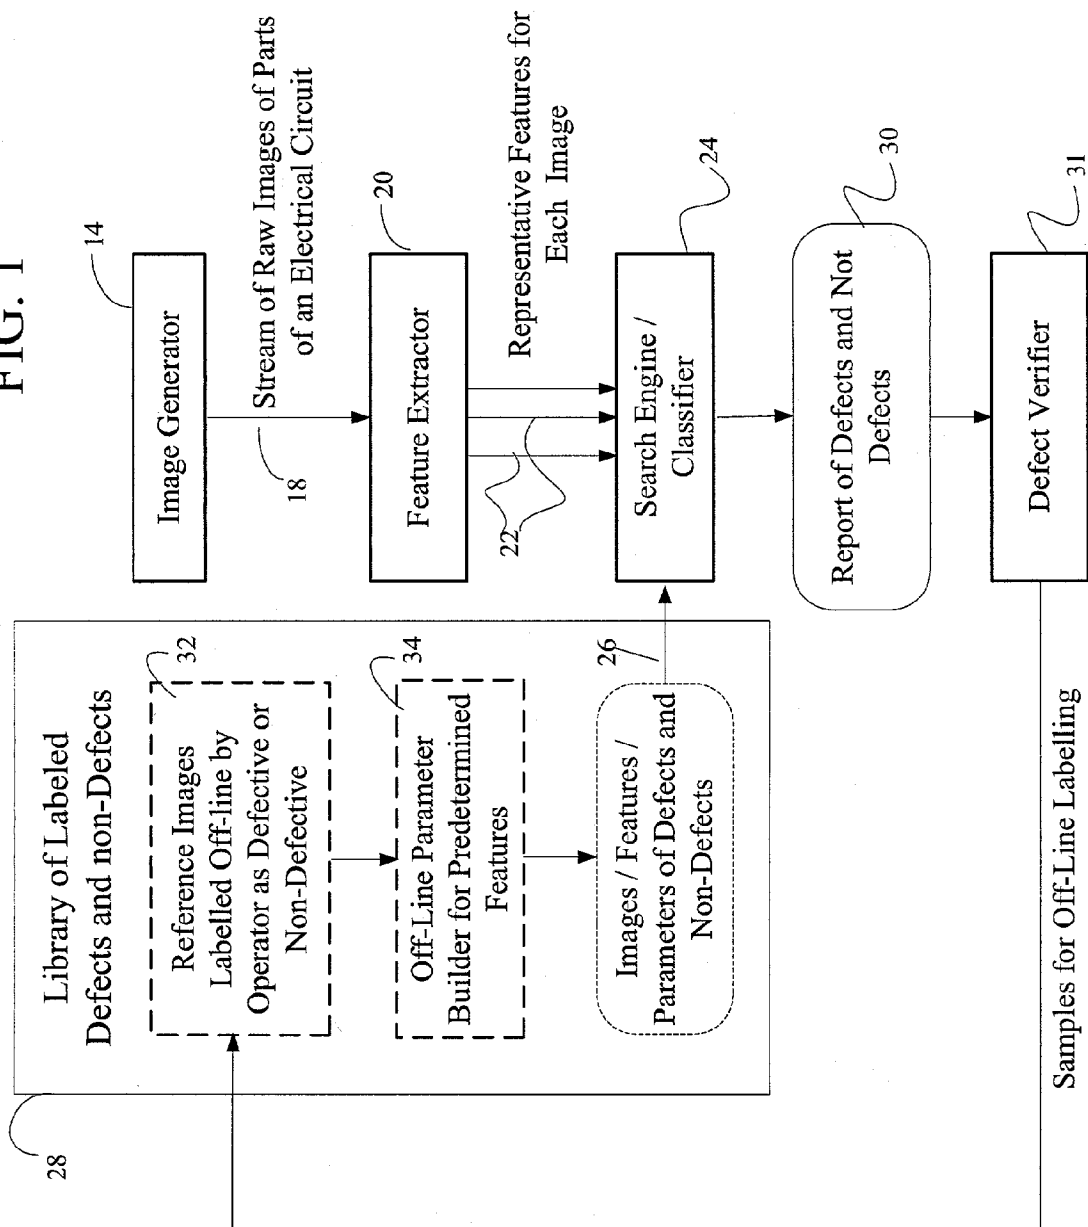 FIG. 1
14
Image Generator
Stream of Raw Images of Parts
of an Electrical Circuit
18
20
Feature Extractor
Representative Features for
Each Image
22
24
Search Engine /
Classifier
30
Report of Defects and Not
Defects
31
Defect Verifier
28
Library of Labeled
Defects and non-Defects
32
Reference Images
Labelled Off-line by
Operator as Defective or
Non-Defective
34
Off-Line Parameter
Builder for Predetermined
Features
26
Images / Features /
Parameters of Defects and
Non-Defects
Samples for Off-Line Labelling